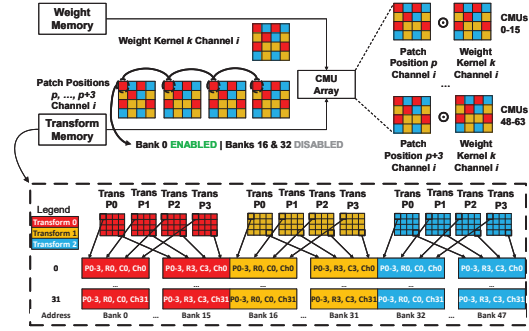 Weight
Memory
Weight Kernel k Channel i
Patch Positions
p, ..., p+3
Channel i
Transform
Memory
CMU
Array
Bank 0 ENABLED | Banks 16 & 32 DISABLED
CMUs
0-15
Patch
Position p
Channel i
Weight
Kernel k
Channel i
...
CMUs
48-63
Patch
Position p+3
Channel i
Weight
Kernel k
Channel i
Legend
Transform 0
Transform 1
Transform 2
Trans Trans Trans Trans
P0 P1 P2 P3
Trans Trans Trans Trans
P0 P1 P2 P3
Trans Trans Trans Trans
P0 P1 P2 P3
0 P0-3, R0, C0, Ch0 ... P0-3, R3, C3, Ch0 P0-3, R0, C0, Ch0 ... P0-3, R3, C3, Ch0 P0-3, R0, C0, Ch0 ... P0-3, R3, C3, Ch0
... ... ... ... ...
31 P0-3, R0, C0, Ch31 P0-3, R3, C3, Ch31 P0-3, R0, C0, Ch31 P0-3, R3, C3, Ch31 P0-3, R0, C0, Ch31 P0-3, R3, C3, Ch31
Address Bank 0 ... Bank 15 Bank 16 ... Bank 31 Bank 32 ... Bank 47